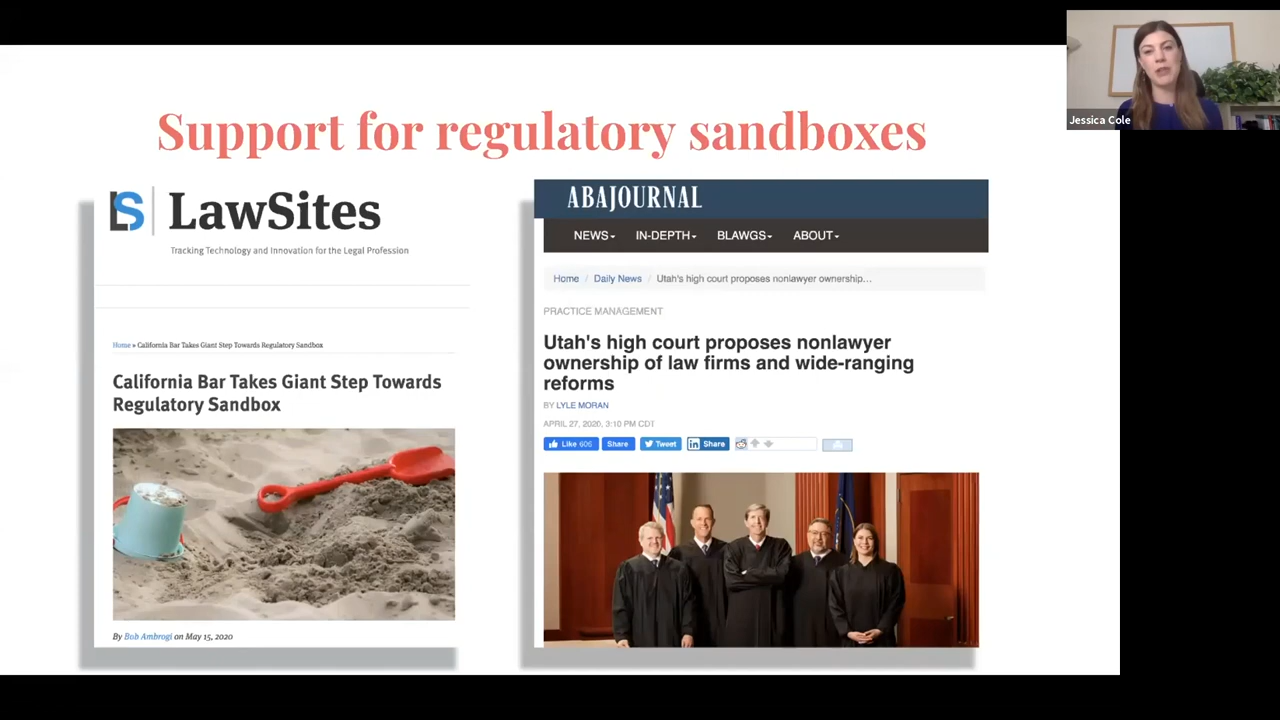 Jessica Cole
Support for regulatory sandboxes
LS LawSites
Tracking Technology and Innovation for the Legal Profession
Home » California Bar Takes Giant Step Towards Regulatory Sandbox
California Bar Takes Giant Step Towards
Regulatory Sandbox
By Bob Ambrogi on May 15, 2020
ABAJOURNAL
NEWS IN-DEPTH BLAWGS ABOUT
Home / Daily News / Utah's high court proposes nonlawyer ownership…
PRACTICE MANAGEMENT
Utah's high court proposes nonlawyer
ownership of law firms and wide-ranging
reforms
BY LYLE MORAN
APRIL 27, 2020, 3:10 PM CDT
Like 606 Share Tweet in Share